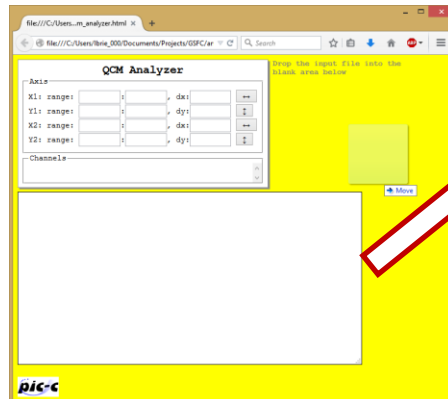 file:///C:/Users...m_analyzer.html × +
file:///C:/Users/lbrie_000/Documents/Projects/GSFC/ar Search ABP
QCM Analyzer
Drop the input file into the
blank area below
Axis
X1: range: : , dx: ↔
Y1: range: : , dy: ↕
X2: range: : , dx: ↔
Y2: range: : , dy: ↕
Channels
Move
pic-c